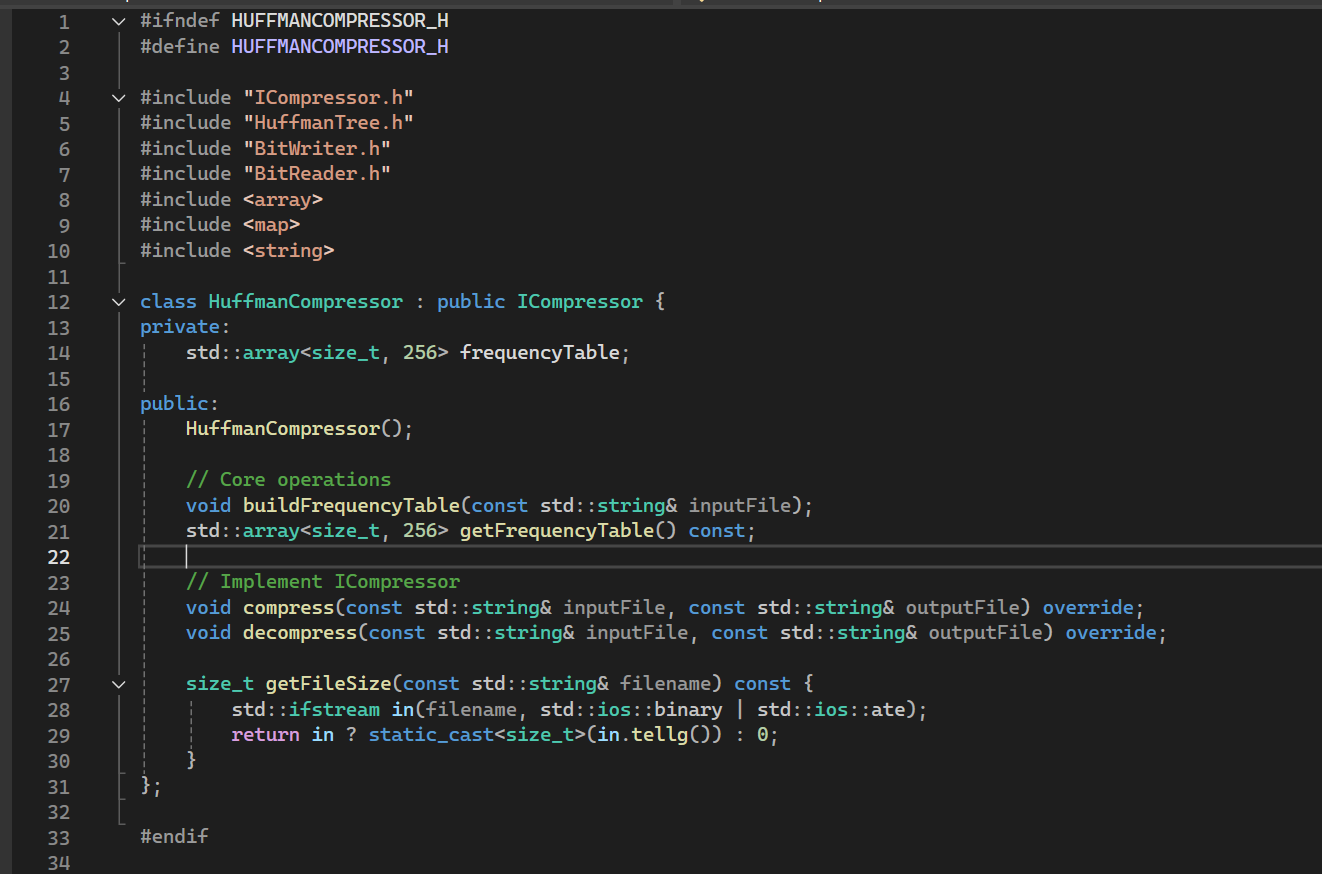 1 #ifndef HUFFMANCOMPRESSOR_H
2 #define HUFFMANCOMPRESSOR_H
3
4 #include "ICompressor.h"
5 #include "HuffmanTree.h"
6 #include "BitWriter.h"
7 #include "BitReader.h"
8 #include <array>
9 #include <map>
10 #include <string>
11
12 class HuffmanCompressor : public ICompressor {
13 private:
14     std::array<size_t, 256> frequencyTable;
15
16 public:
17     HuffmanCompressor();
18
19     // Core operations
20     void buildFrequencyTable(const std::string& inputFile);
21     std::array<size_t, 256> getFrequencyTable() const;
22
23     // Implement ICompressor
24     void compress(const std::string& inputFile, const std::string& outputFile) override;
25     void decompress(const std::string& inputFile, const std::string& outputFile) override;
26
27     size_t getFileSize(const std::string& filename) const {
28         std::ifstream in(filename, std::ios::binary | std::ios::ate);
29         return in ? static_cast<size_t>(in.tellg()) : 0;
30     }
31 };
32
33 #endif
34